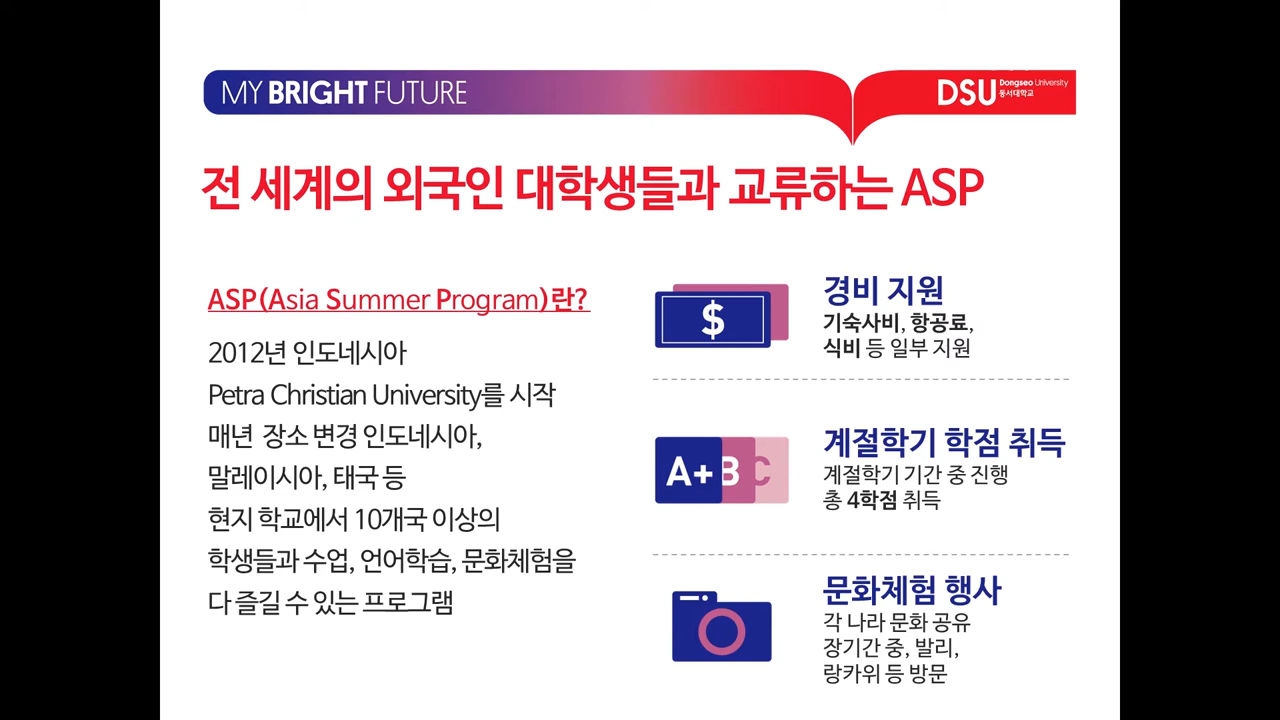 MY BRIGHT FUTURE
DSU Dongseo University
동서대학교
전 세계의 외국인 대학생들과 교류하는 ASP
ASP(Asia Summer Program)란?
2012년 인도네시아
Petra Christian University를 시작
매년 장소 변경 인도네시아,
말레이시아, 태국 등
현지 학교에서 10개국 이상의
학생들과 수업, 언어학습, 문화체험을
다 즐길 수 있는 프로그램
$
경비 지원
기숙사비, 항공료,
식비 등 일부 지원
A+ B C
계절학기 학점 취득
계절학기 기간 중 진행
총 4학점 취득
문화체험 행사
각 나라 문화 공유
장기간 중, 발리,
랑카위 등 방문